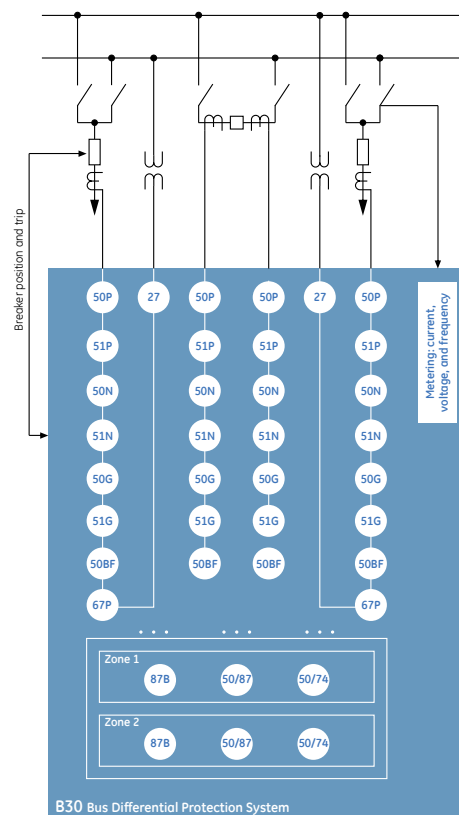 Breaker position and trip
50P 27 50P 50P 27 50P
Metering: current,
voltage, and frequency
51P 51P 51P 51P
50N 50N 50N 50N
51N 51N 51N 51N
50G 50G 50G 50G
51G 51G 51G 51G
50BF 50BF 50BF 50BF
67P 67P
Zone 1
87B 50/87 50/74
Zone 2
87B 50/87 50/74
B30 Bus Differential Protection System